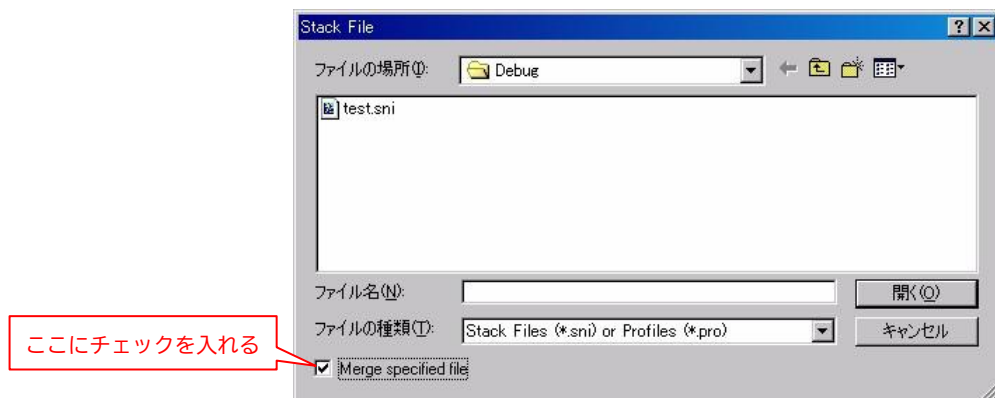 Stack File
ファイルの場所(I):
Debug
test.sni
ファイル名(N):
開く(O)
ファイルの種類(T):
Stack Files (*.sni) or Profiles (*.pro)
キャンセル
ここにチェックを入れる
Merge specified file